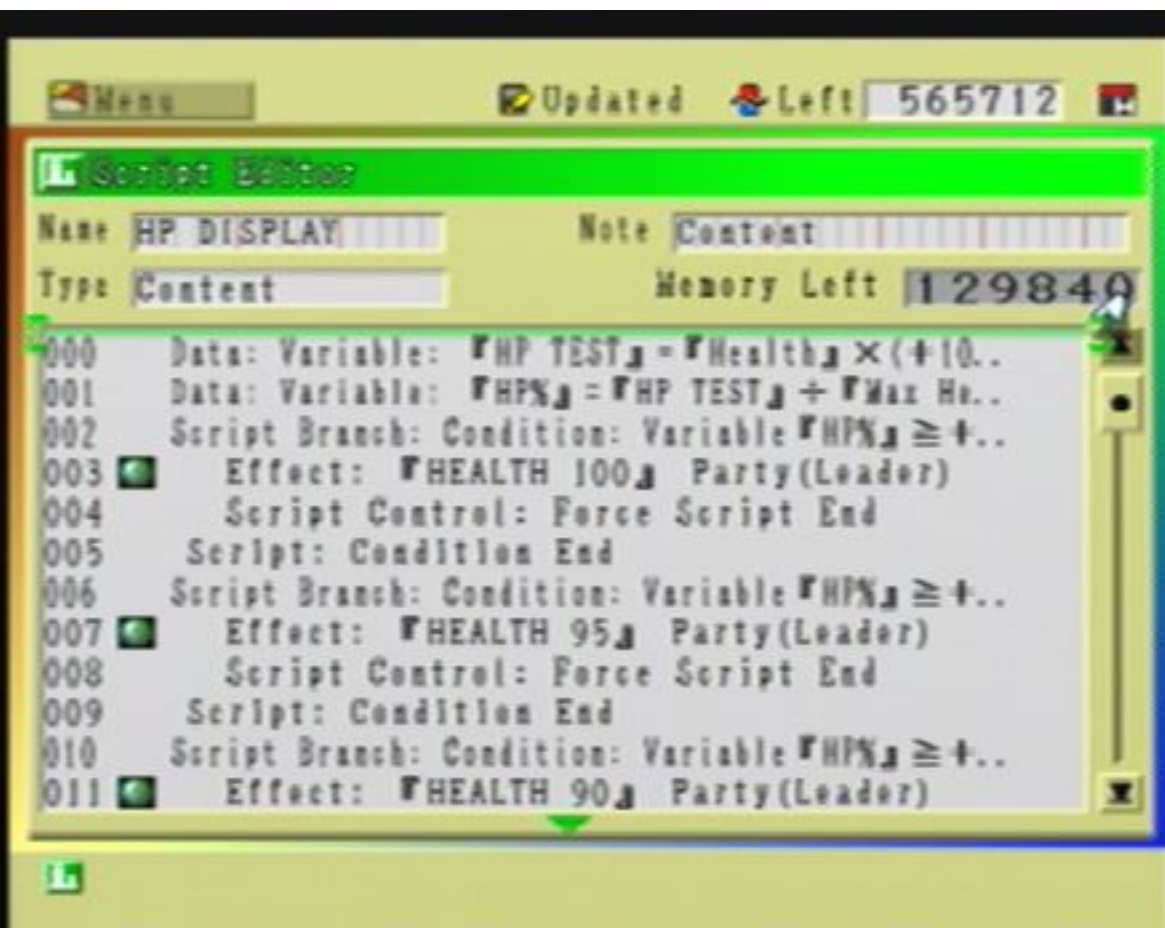 Menu Updated Left 565712
L Script Editor
Name HP DISPLAY Note Content
Type Content Memory Left 129840
000 Data: Variable: 『HP TEST』=『Health』×(+10..
001 Data: Variable: 『HP%』=『HP TEST』÷『Max He..
002 Script Branch: Condition: Variable『HP%』≧+..
003 Effect: 『HEALTH 100』 Party(Leader)
004 Script Control: Force Script End
005 Script: Condition End
006 Script Branch: Condition: Variable『HP%』≧+..
007 Effect: 『HEALTH 95』 Party(Leader)
008 Script Control: Force Script End
009 Script: Condition End
010 Script Branch: Condition: Variable『HP%』≧+..
011 Effect: 『HEALTH 90』 Party(Leader)
L